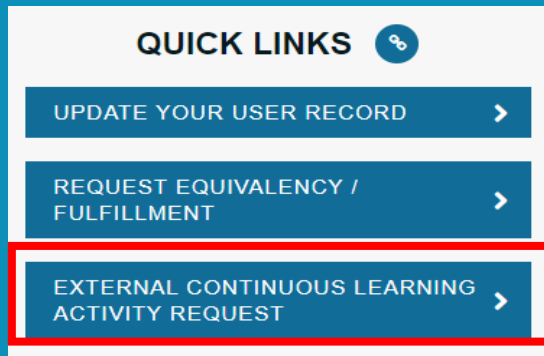 QUICK LINKS
UPDATE YOUR USER RECORD
REQUEST EQUIVALENCY /
FULFILLMENT
EXTERNAL CONTINUOUS LEARNING
ACTIVITY REQUEST